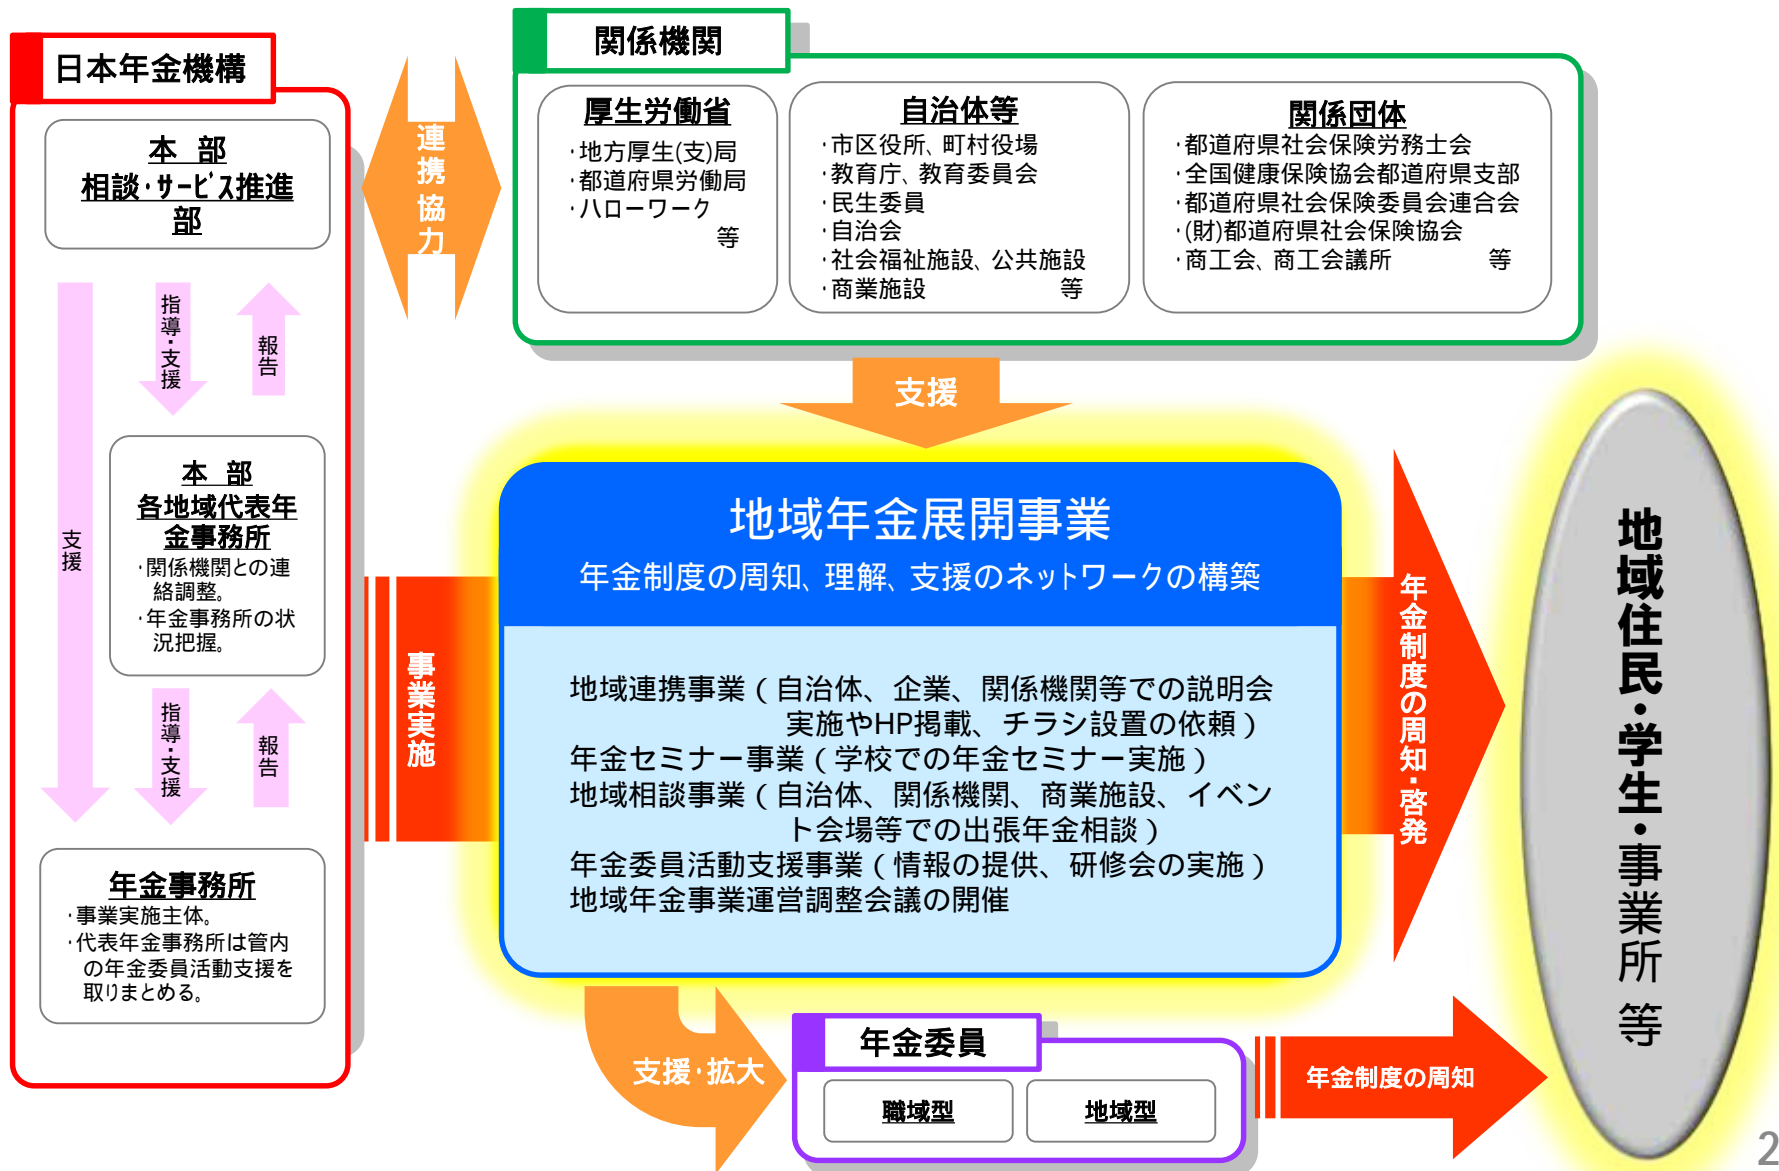 日本年金機構
本 部
相談・サービス推進
部
指導・支援
報告
支援
本 部
各地域代表年
金事務所
・関係機関との連
絡調整。
・年金事務所の状
況把握。
指導・支援
報告
年金事務所
・事業実施主体。
・代表年金事務所は管内
の年金委員活動支援を
取りまとめる。
連携協力
関係機関
厚生労働省
・地方厚生(支)局
・都道府県労働局
・ハローワーク
等
自治体等
・市区役所、町村役場
・教育庁、教育委員会
・民生委員
・自治会
・社会福祉施設、公共施設
・商業施設 等
関係団体
・都道府県社会保険労務士会
・全国健康保険協会都道府県支部
・都道府県社会保険委員会連合会
・(財)都道府県社会保険協会
・商工会、商工会議所 等
支援
事業実施
地域年金展開事業
年金制度の周知、理解、支援のネットワークの構築
地域連携事業（自治体、企業、関係機関等での説明会
実施やHP掲載、チラシ設置の依頼）
年金セミナー事業（学校での年金セミナー実施）
地域相談事業（自治体、関係機関、商業施設、イベン
ト会場等での出張年金相談）
年金委員活動支援事業（情報の提供、研修会の実施）
地域年金事業運営調整会議の開催
年金制度の周知・啓発
地域住民・学生・事業所 等
支援・拡大
年金委員
職域型
地域型
年金制度の周知
2